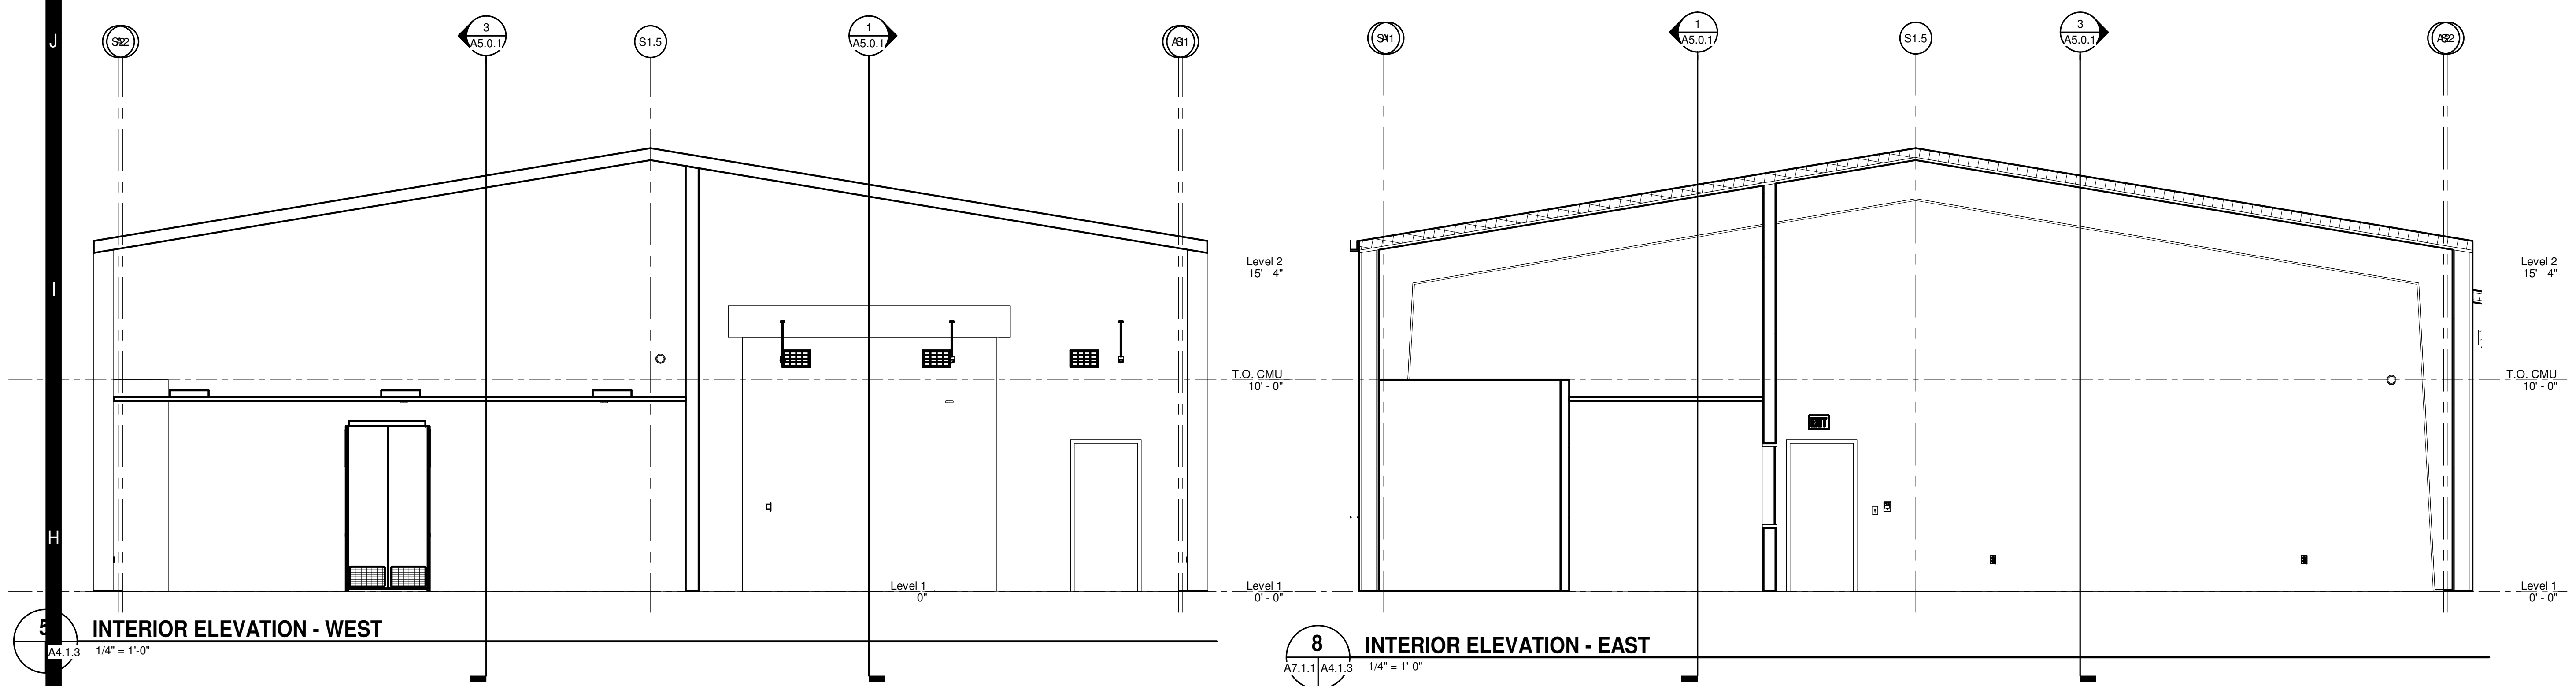 J
3
A5.0.1
S1.5
1
A5.0.1
1
A5.0.1
S1.5
3
A5.0.1
Level 2
15' - 4"
Level 2
15' - 4"
I
T.O. CMU
10' - 0"
T.O. CMU
10' - 0"
EXIT
H
Level 1
0"
Level 1
0' - 0"
Level 1
0' - 0"
5
A4.1.3
INTERIOR ELEVATION - WEST
1/4" = 1'-0"
8
A7.1.1 A4.1.3
INTERIOR ELEVATION - EAST
1/4" = 1'-0"